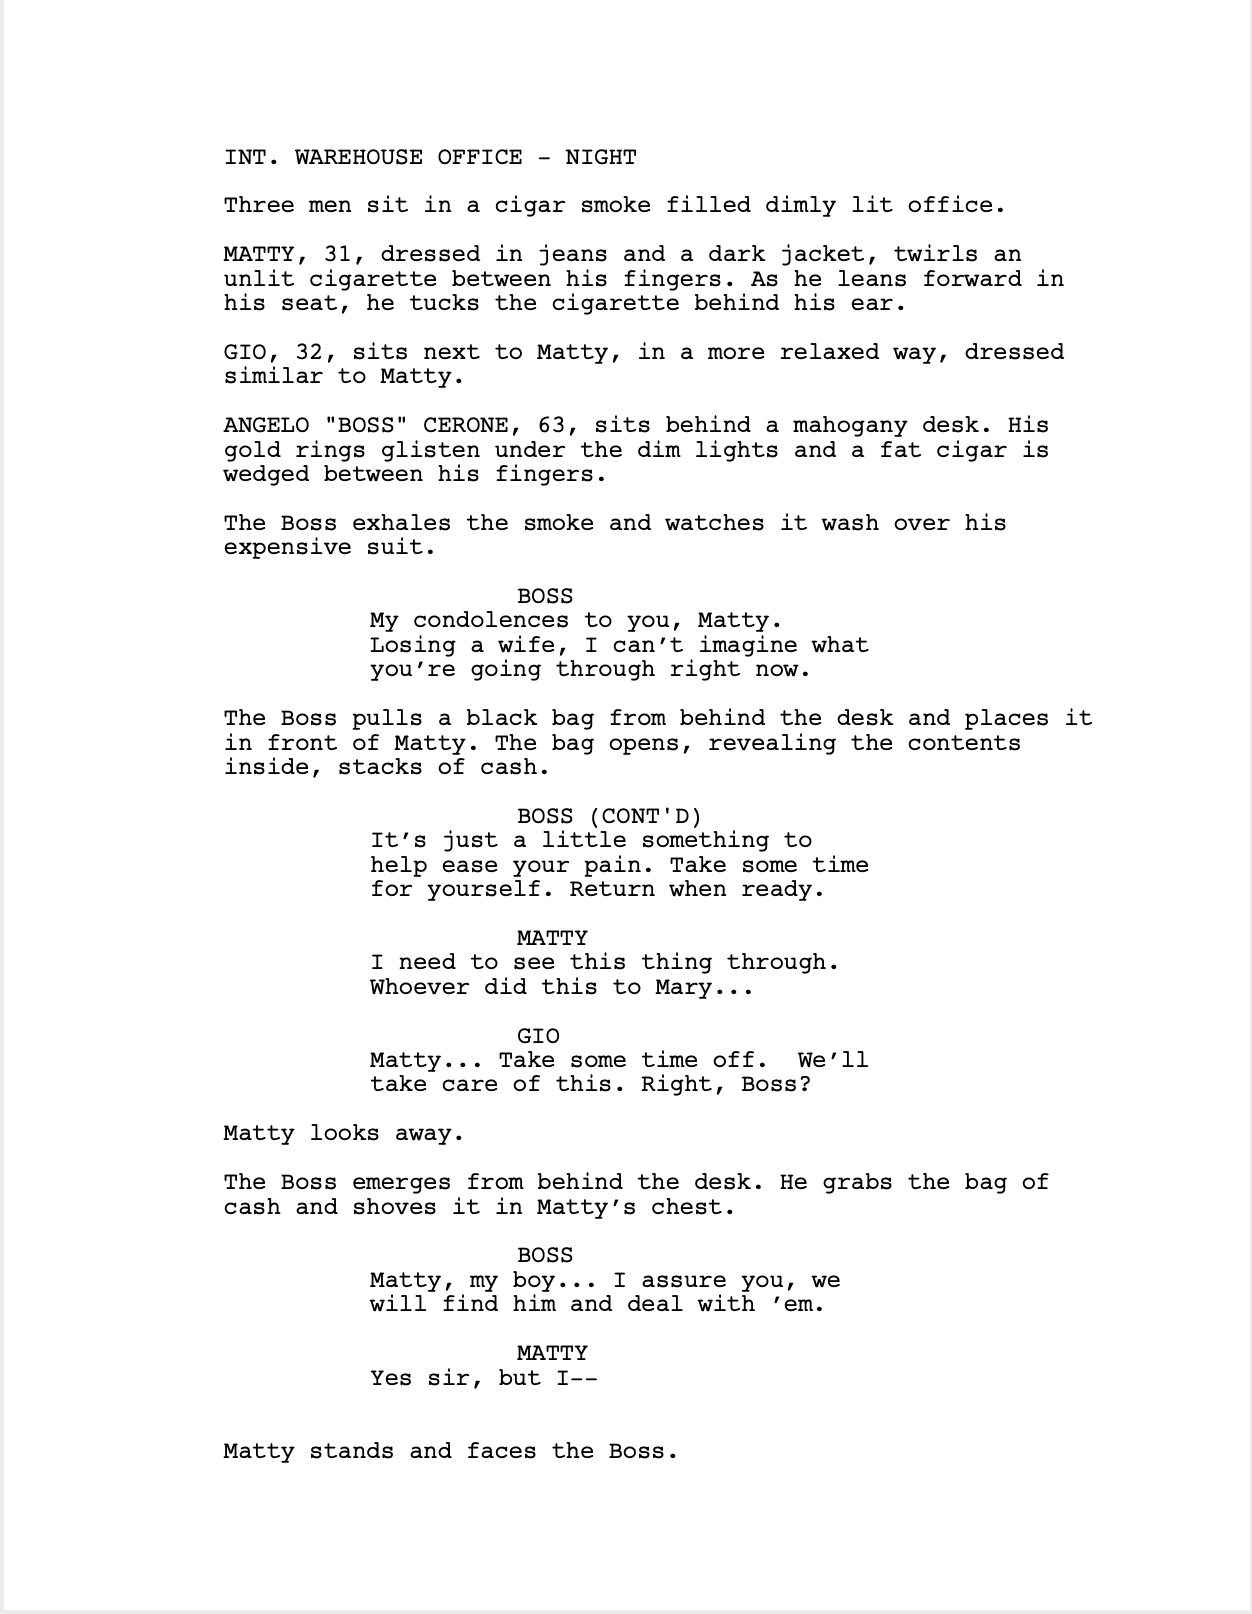 INT. WAREHOUSE OFFICE - NIGHT
Three men sit in a cigar smoke filled dimly lit office.
MATTY, 31, dressed in jeans and a dark jacket, twirls an
unlit cigarette between his fingers. As he leans forward in
his seat, he tucks the cigarette behind his ear.
GIO, 32, sits next to Matty, in a more relaxed way, dressed
similar to Matty.
ANGELO "BOSS" CERONE, 63, sits behind a mahogany desk. His
gold rings glisten under the dim lights and a fat cigar is
wedged between his fingers.
The Boss exhales the smoke and watches it wash over his
expensive suit.
BOSS
My condolences to you, Matty.
Losing a wife, I can’t imagine what
you’re going through right now.
The Boss pulls a black bag from behind the desk and places it
in front of Matty. The bag opens, revealing the contents
inside, stacks of cash.
BOSS (CONT'D)
It’s just a little something to
help ease your pain. Take some time
for yourself. Return when ready.
MATTY
I need to see this thing through.
Whoever did this to Mary...
GIO
Matty... Take some time off.  We’ll
take care of this. Right, Boss?
Matty looks away.
The Boss emerges from behind the desk. He grabs the bag of
cash and shoves it in Matty’s chest.
BOSS
Matty, my boy... I assure you, we
will find him and deal with ’em.
MATTY
Yes sir, but I--
Matty stands and faces the Boss.